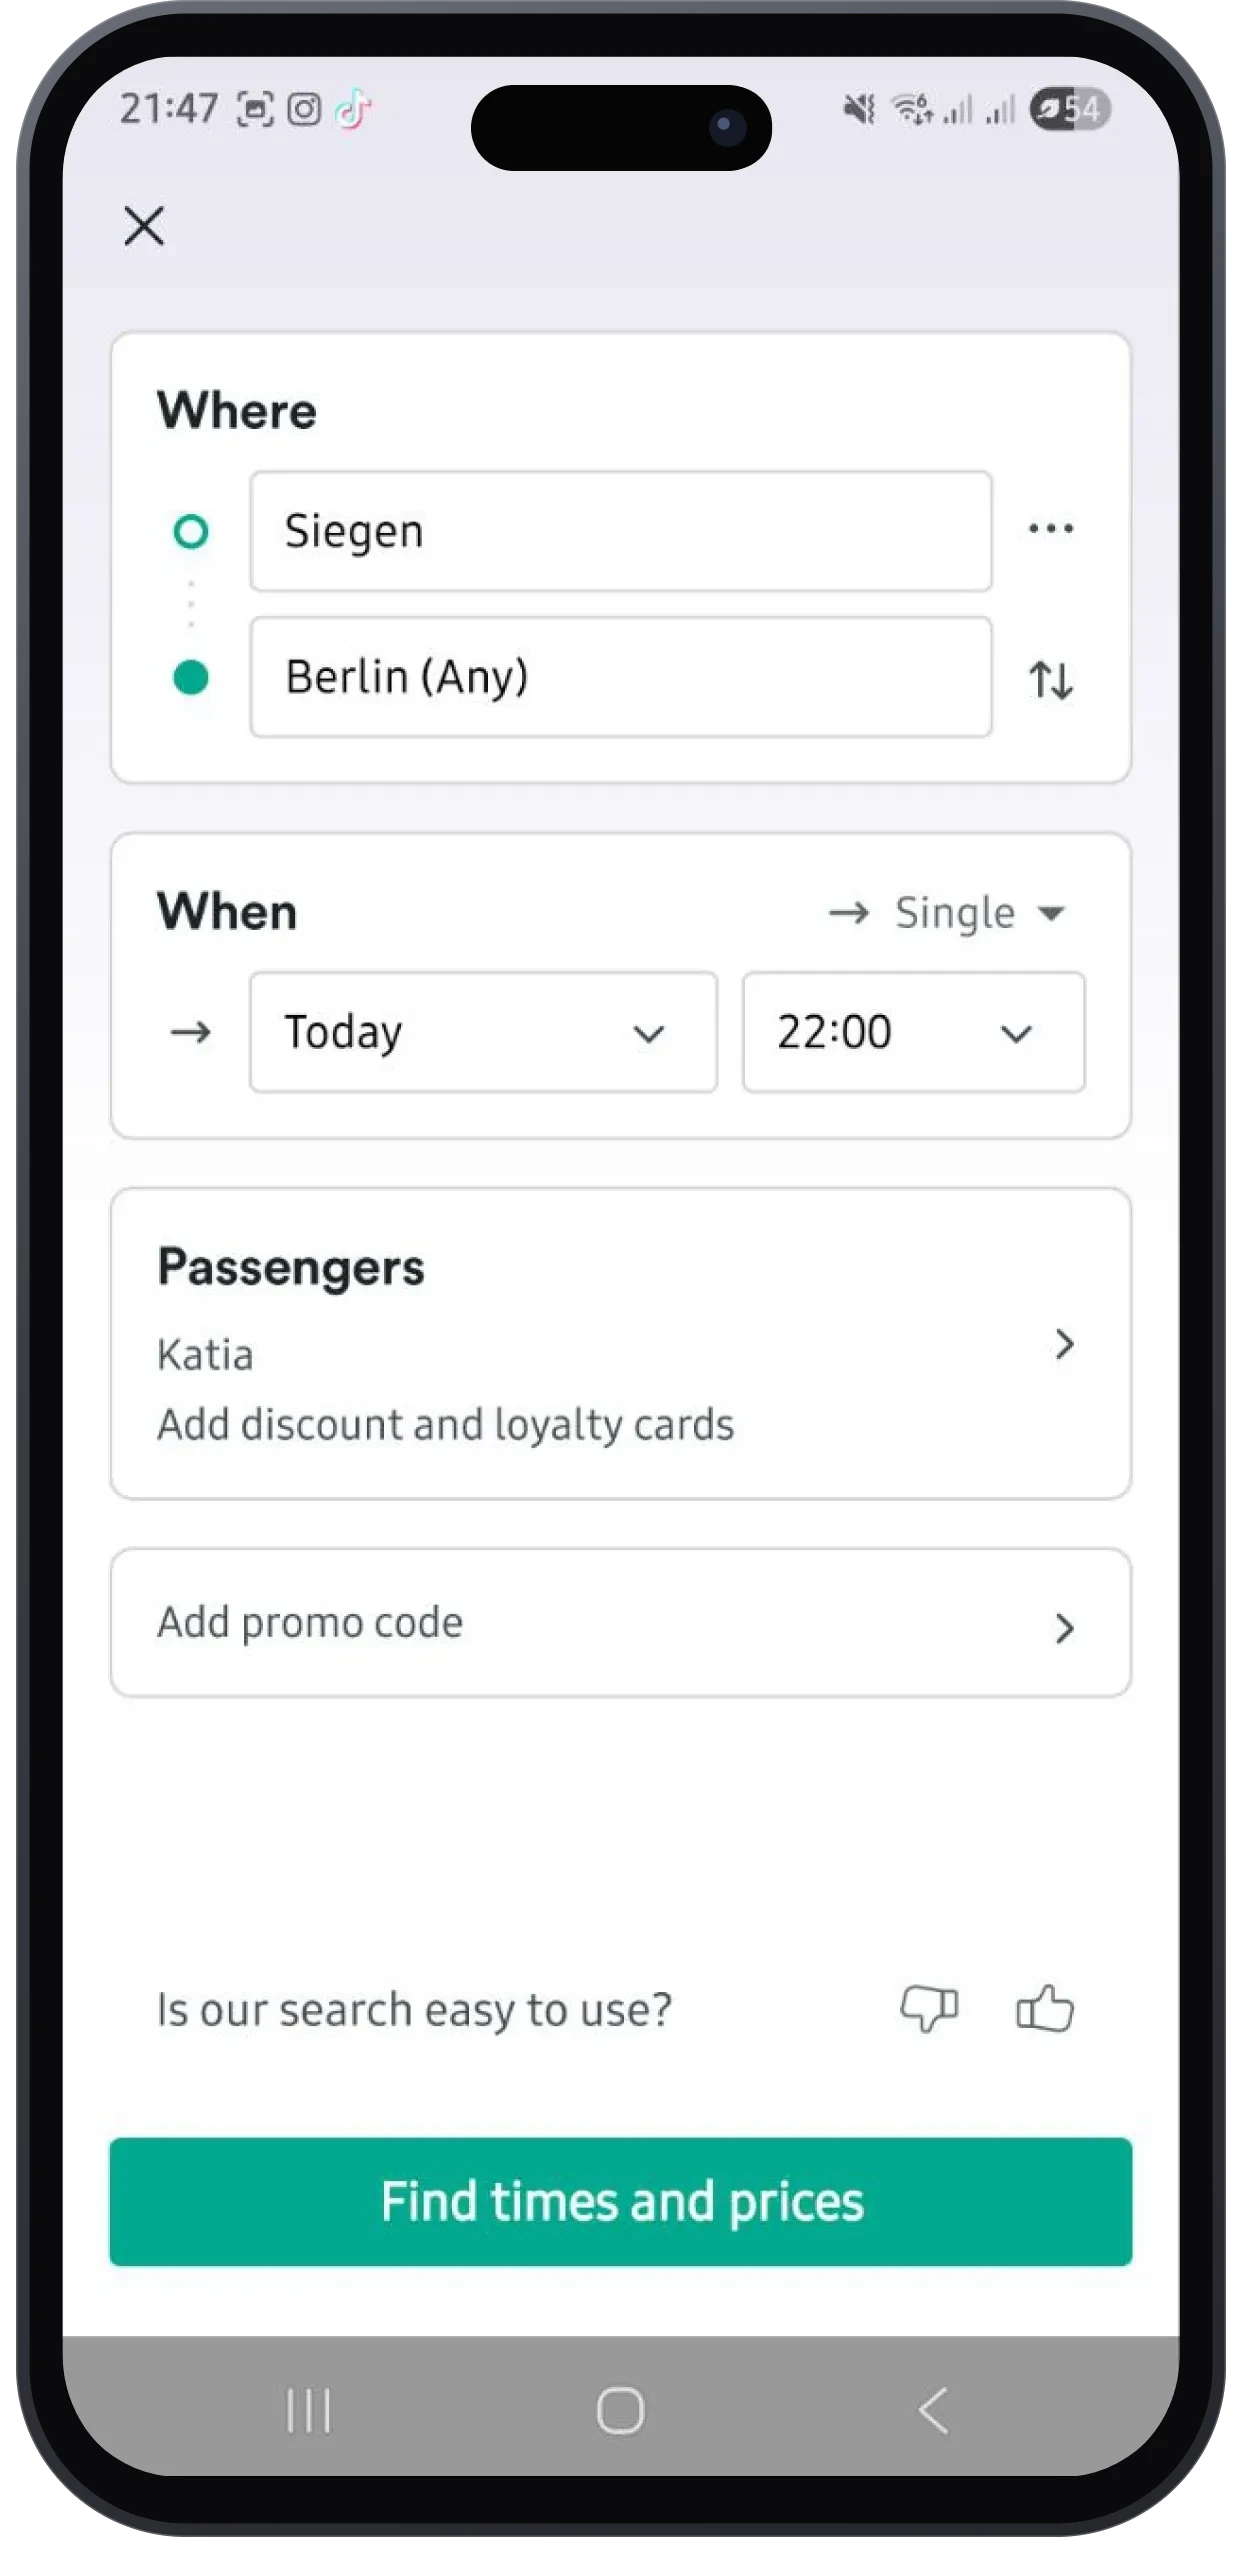 21:47
54
Where
Siegen
Berlin (Any)
When
Single
Today
22:00
Passengers
Katia
Add discount and loyalty cards
Add promo code
Is our search easy to use?
Find times and prices